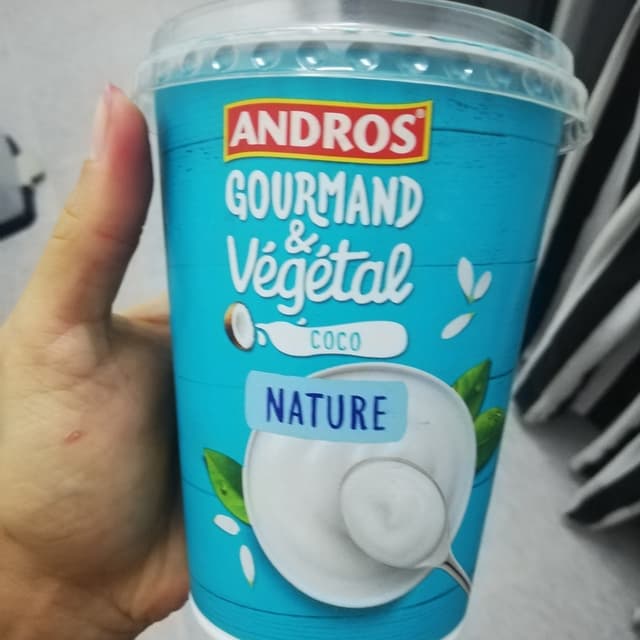 ANDROS®
GOURMAND
&
Végétal
COCO
NATURE